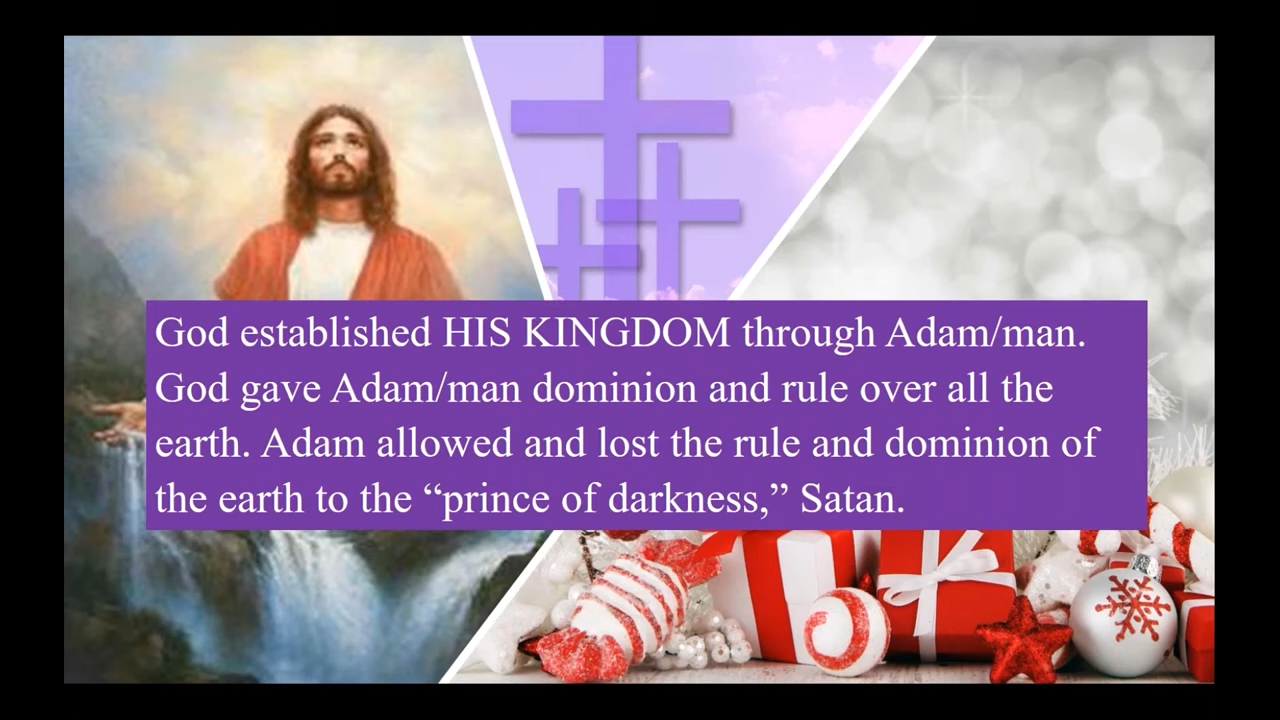 God established HIS KINGDOM through Adam/man.
God gave Adam/man dominion and rule over all the
earth. Adam allowed and lost the rule and dominion of
the earth to the “prince of darkness,” Satan.